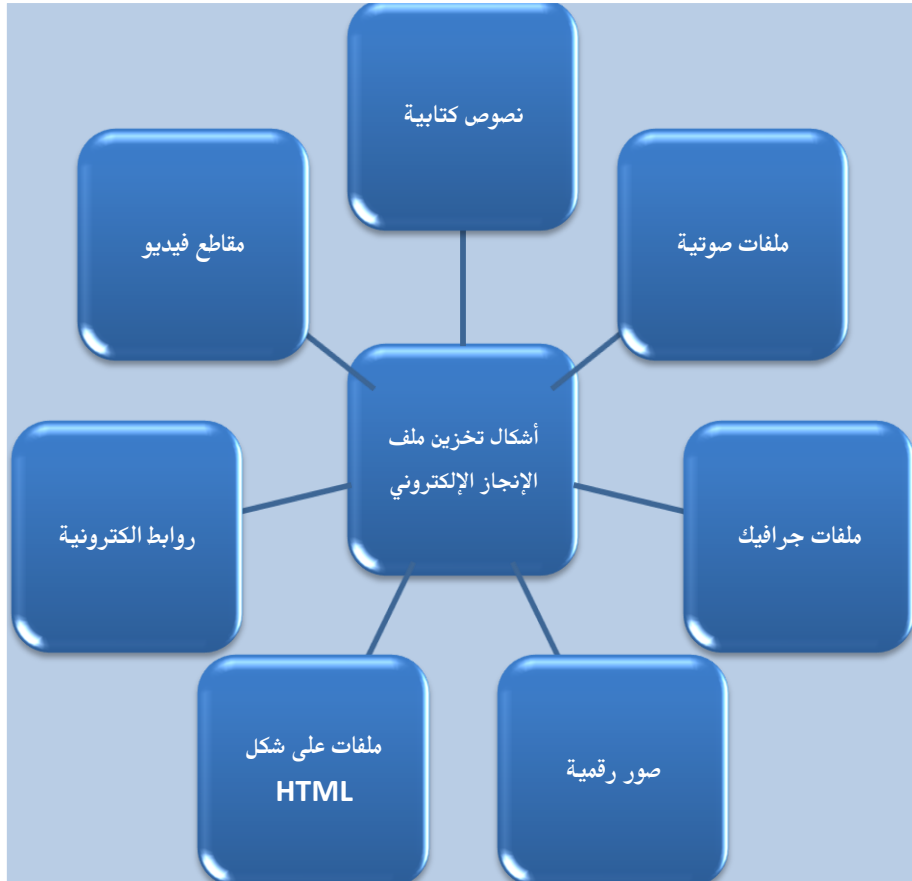 نصوص كتابية
ملفات صوتية
مقاطع فيديو
أشكال تخزين ملف
الإنجاز الإلكتروني
ملفات جرافيك
روابط الكترونية
صور رقمية
ملفات على شكل
HTML